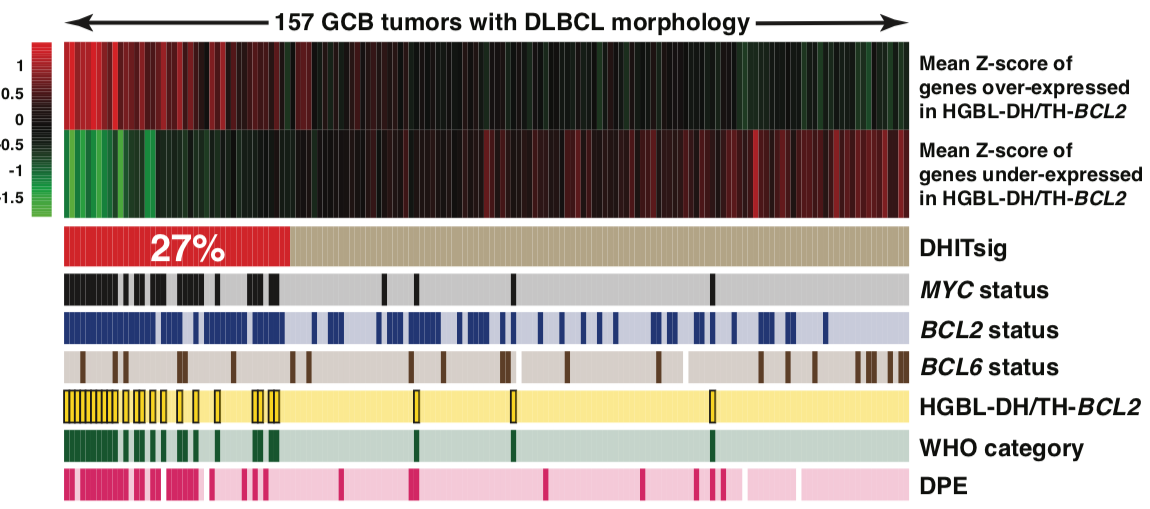 157 GCB tumors with DLBCL morphology
1
0.5
0
-0.5
-1
-1.5
Mean Z-score of
genes over-expressed
in HGBL-DH/TH-BCL2
Mean Z-score of
genes under-expressed
in HGBL-DH/TH-BCL2
27%
DHITsig
MYC status
BCL2 status
BCL6 status
HGBL-DH/TH-BCL2
WHO category
DPE